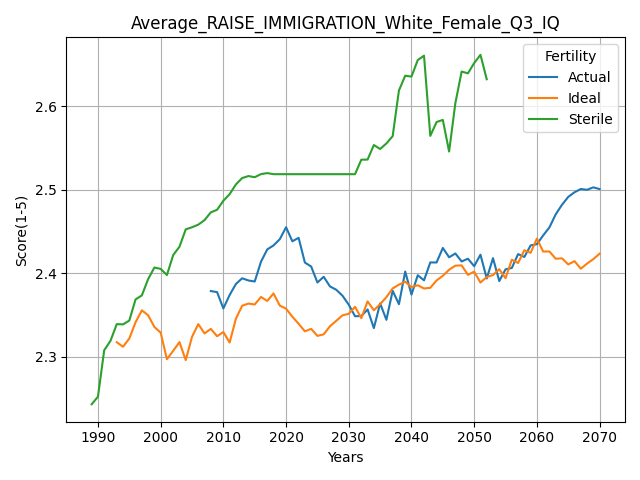 Average_RAISE_IMMIGRATION_White_Female_Q3_IQ
Fertility
Actual
Ideal
Sterile
Score(1-5)
2.6
2.5
2.4
2.3
1990 2000 2010 2020 2030 2040 2050 2060 2070
Years